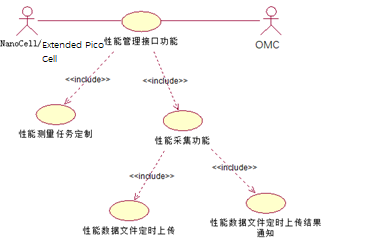 NanoCell/Extended Pico
Cell
性能管理接口功能
OMC
<<include>>
<<include>>
性能测量任务定制
性能采集功能
<<include>>
<<include>>
性能数据文件定时上传
性能数据文件定时上传结果
通知